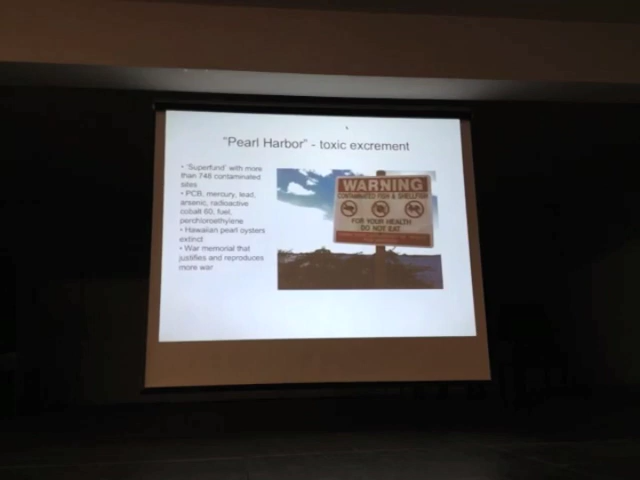 "Pearl Harbor" - toxic excrement
• 'Superfund' with more
than 748 contaminated
sites
• PCB, mercury, lead,
arsenic, radioactive
cobalt 60, fuel,
perchloroethylene
• Hawaiian pearl oysters
extinct
• War memorial that
justifies and reproduces
more war
WARNING
CONTAMINATED FISH & SHELLFISH
FOR YOUR HEALTH
DO NOT EAT